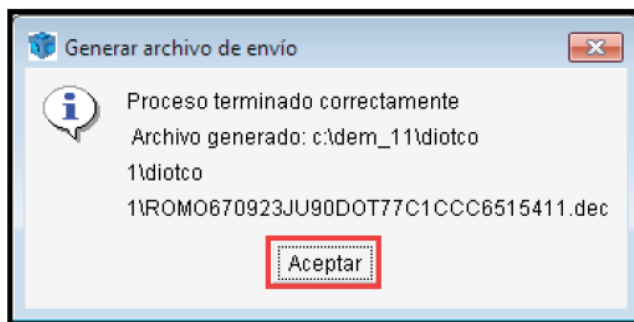 Generar archivo de envío
Proceso terminado correctamente
Archivo generado: c:\dem_11\diotco
1\diotco
1\ROMO670923JU90DOT77C1CCC6515411.dec
Aceptar